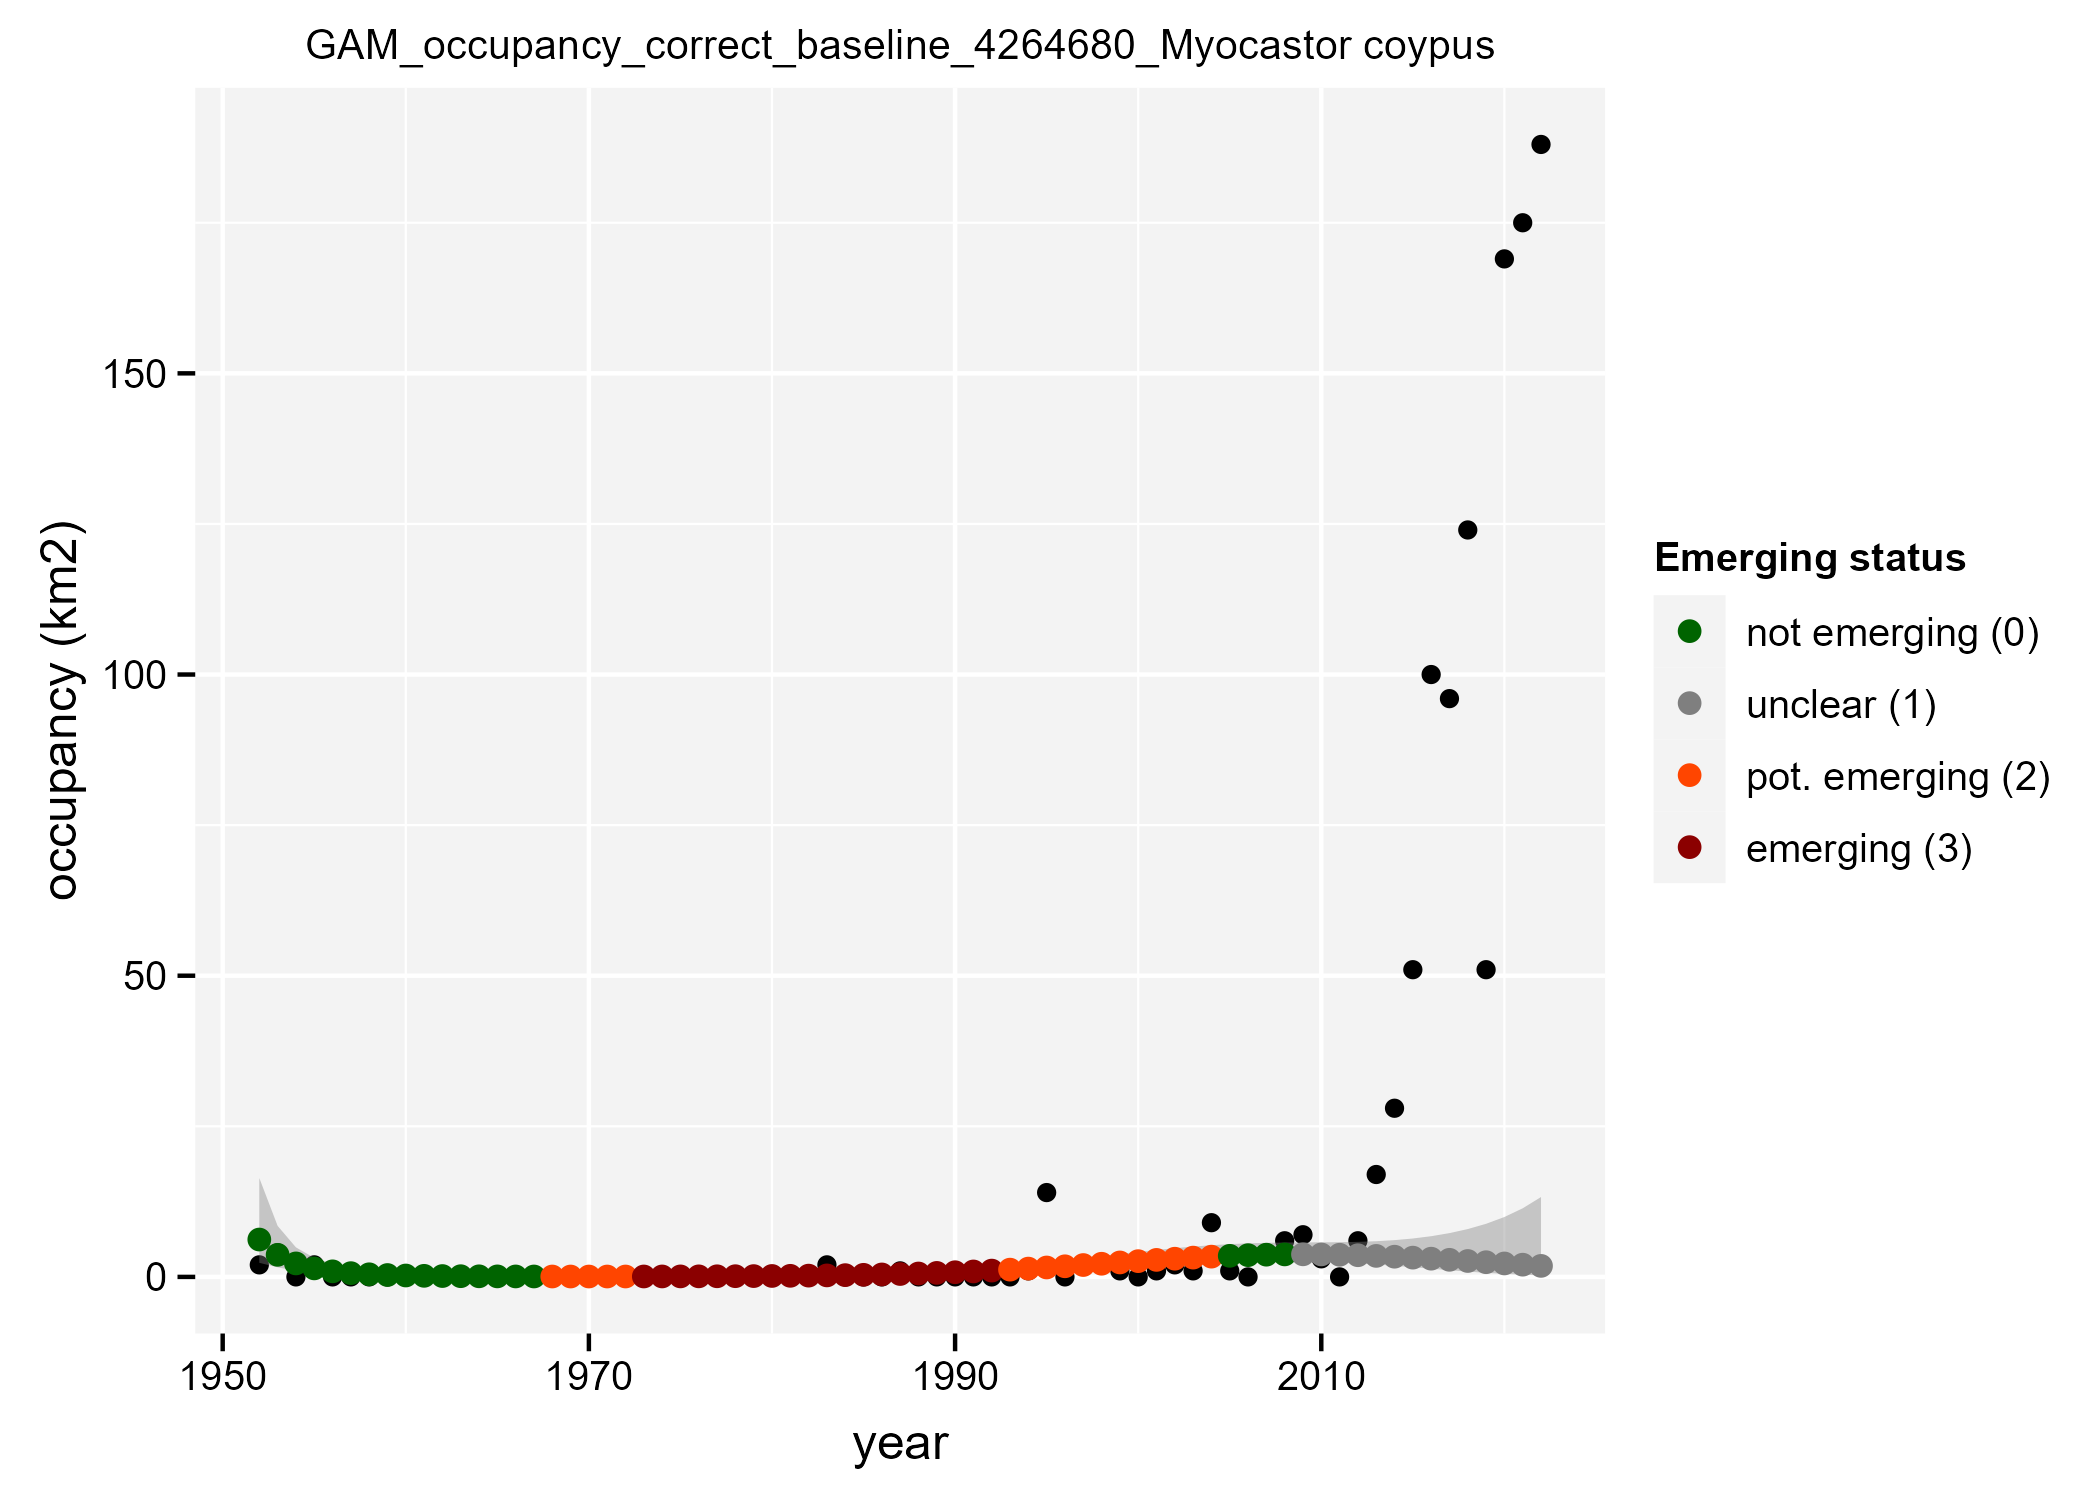 GAM_occupancy_correct_baseline_4264680_Myocastor coypus
occupancy (km2)
150
100
50
0
1950
1970
1990
2010
year
Emerging status
not emerging (0)
unclear (1)
pot. emerging (2)
emerging (3)